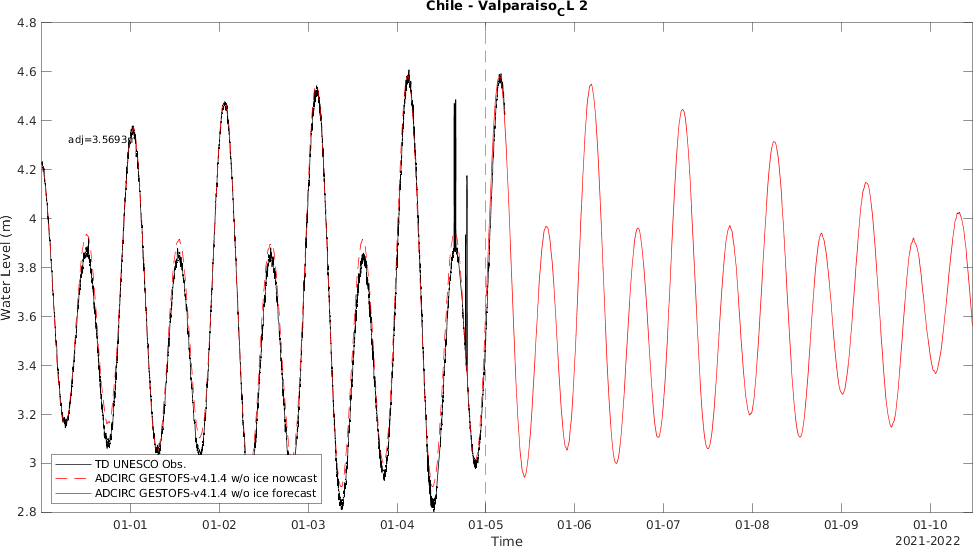 Chile - Valparaiso_CL 2
4.8
4.6
4.4
4.2
4
3.8
3.6
3.4
3.2
3
2.8
Water Level (m)
adj=3.5693
TD UNESCO Obs.
ADCIRC GESTOFS-v4.1.4 w/o ice nowcast
ADCIRC GESTOFS-v4.1.4 w/o ice forecast
01-01 01-02 01-03 01-04 01-05 01-06 01-07 01-08 01-09 01-10
Time
2021-2022